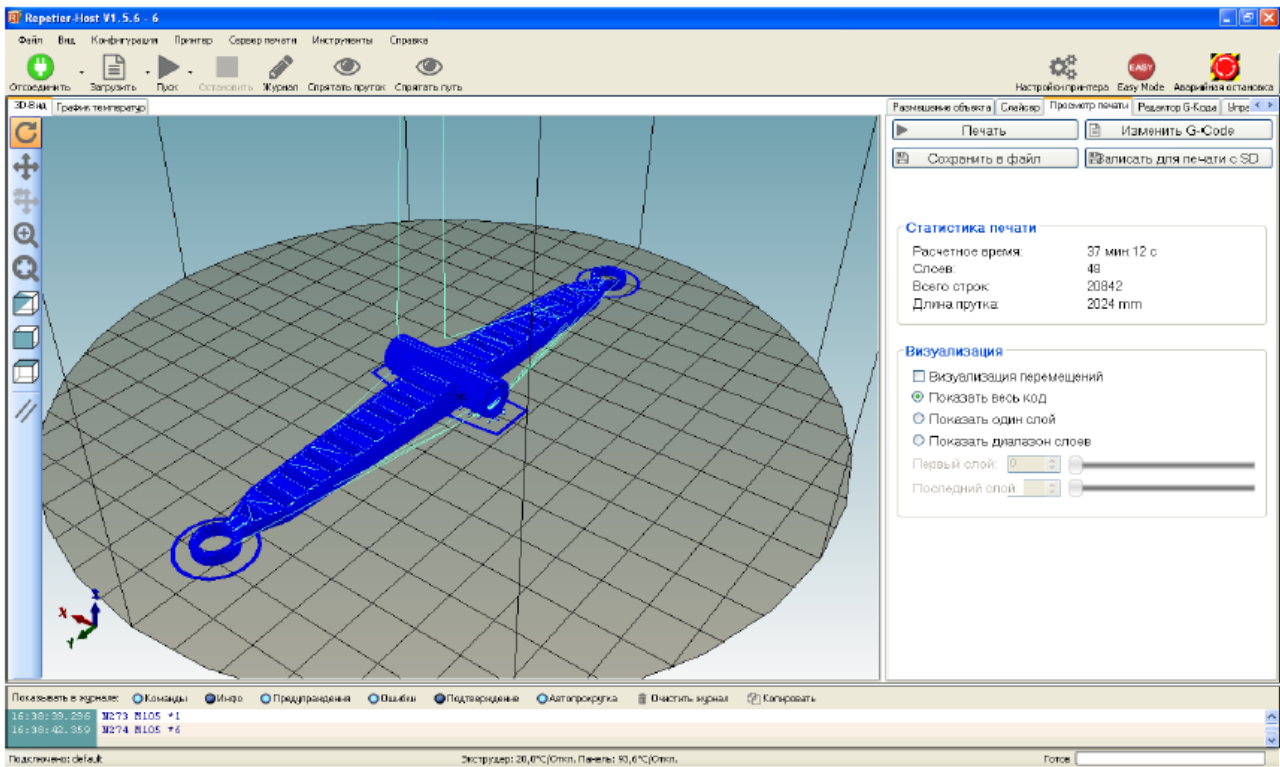 Repetier-Host V1.5.6 - 6
Файл Вид Конфигурация Принтер Сервер печати Инструменты Справка
Отсоединить Загрузить Пуск Остановить Журнал Спрятать пруток Спрятать путь Настройки принтера Easy Mode Аварийная остановка
EASY
3D-Вид График температур
Размещение объекта Слайсер Просмотр печати Редактор G-Кода Упра
Печать Изменить G-Code
Сохранить в файл Записать для печати с SD
Статистика печати
Расчетное время: 37 мин:12 с
Слоев: 48
Всего строк: 20842
Длина прутка: 2024 mm
Визуализация
Визуализация перемещений
Показать весь код
Показать один слой
Показать диапазон слоев
Первый слой: 0
Последний слой:
Z
X
Y
Показывать в журнале: Команды Инфо Предупреждения Ошибки Подтверждение Автопрокрутка Очистить журнал Копировать
16:38:39.296 N273 M105 *1
16:38:42.359 N274 M105 *6
Подключено: default Экструдер: 20,0°C/Откл. Панель: 93,6°C/Откл. Готов